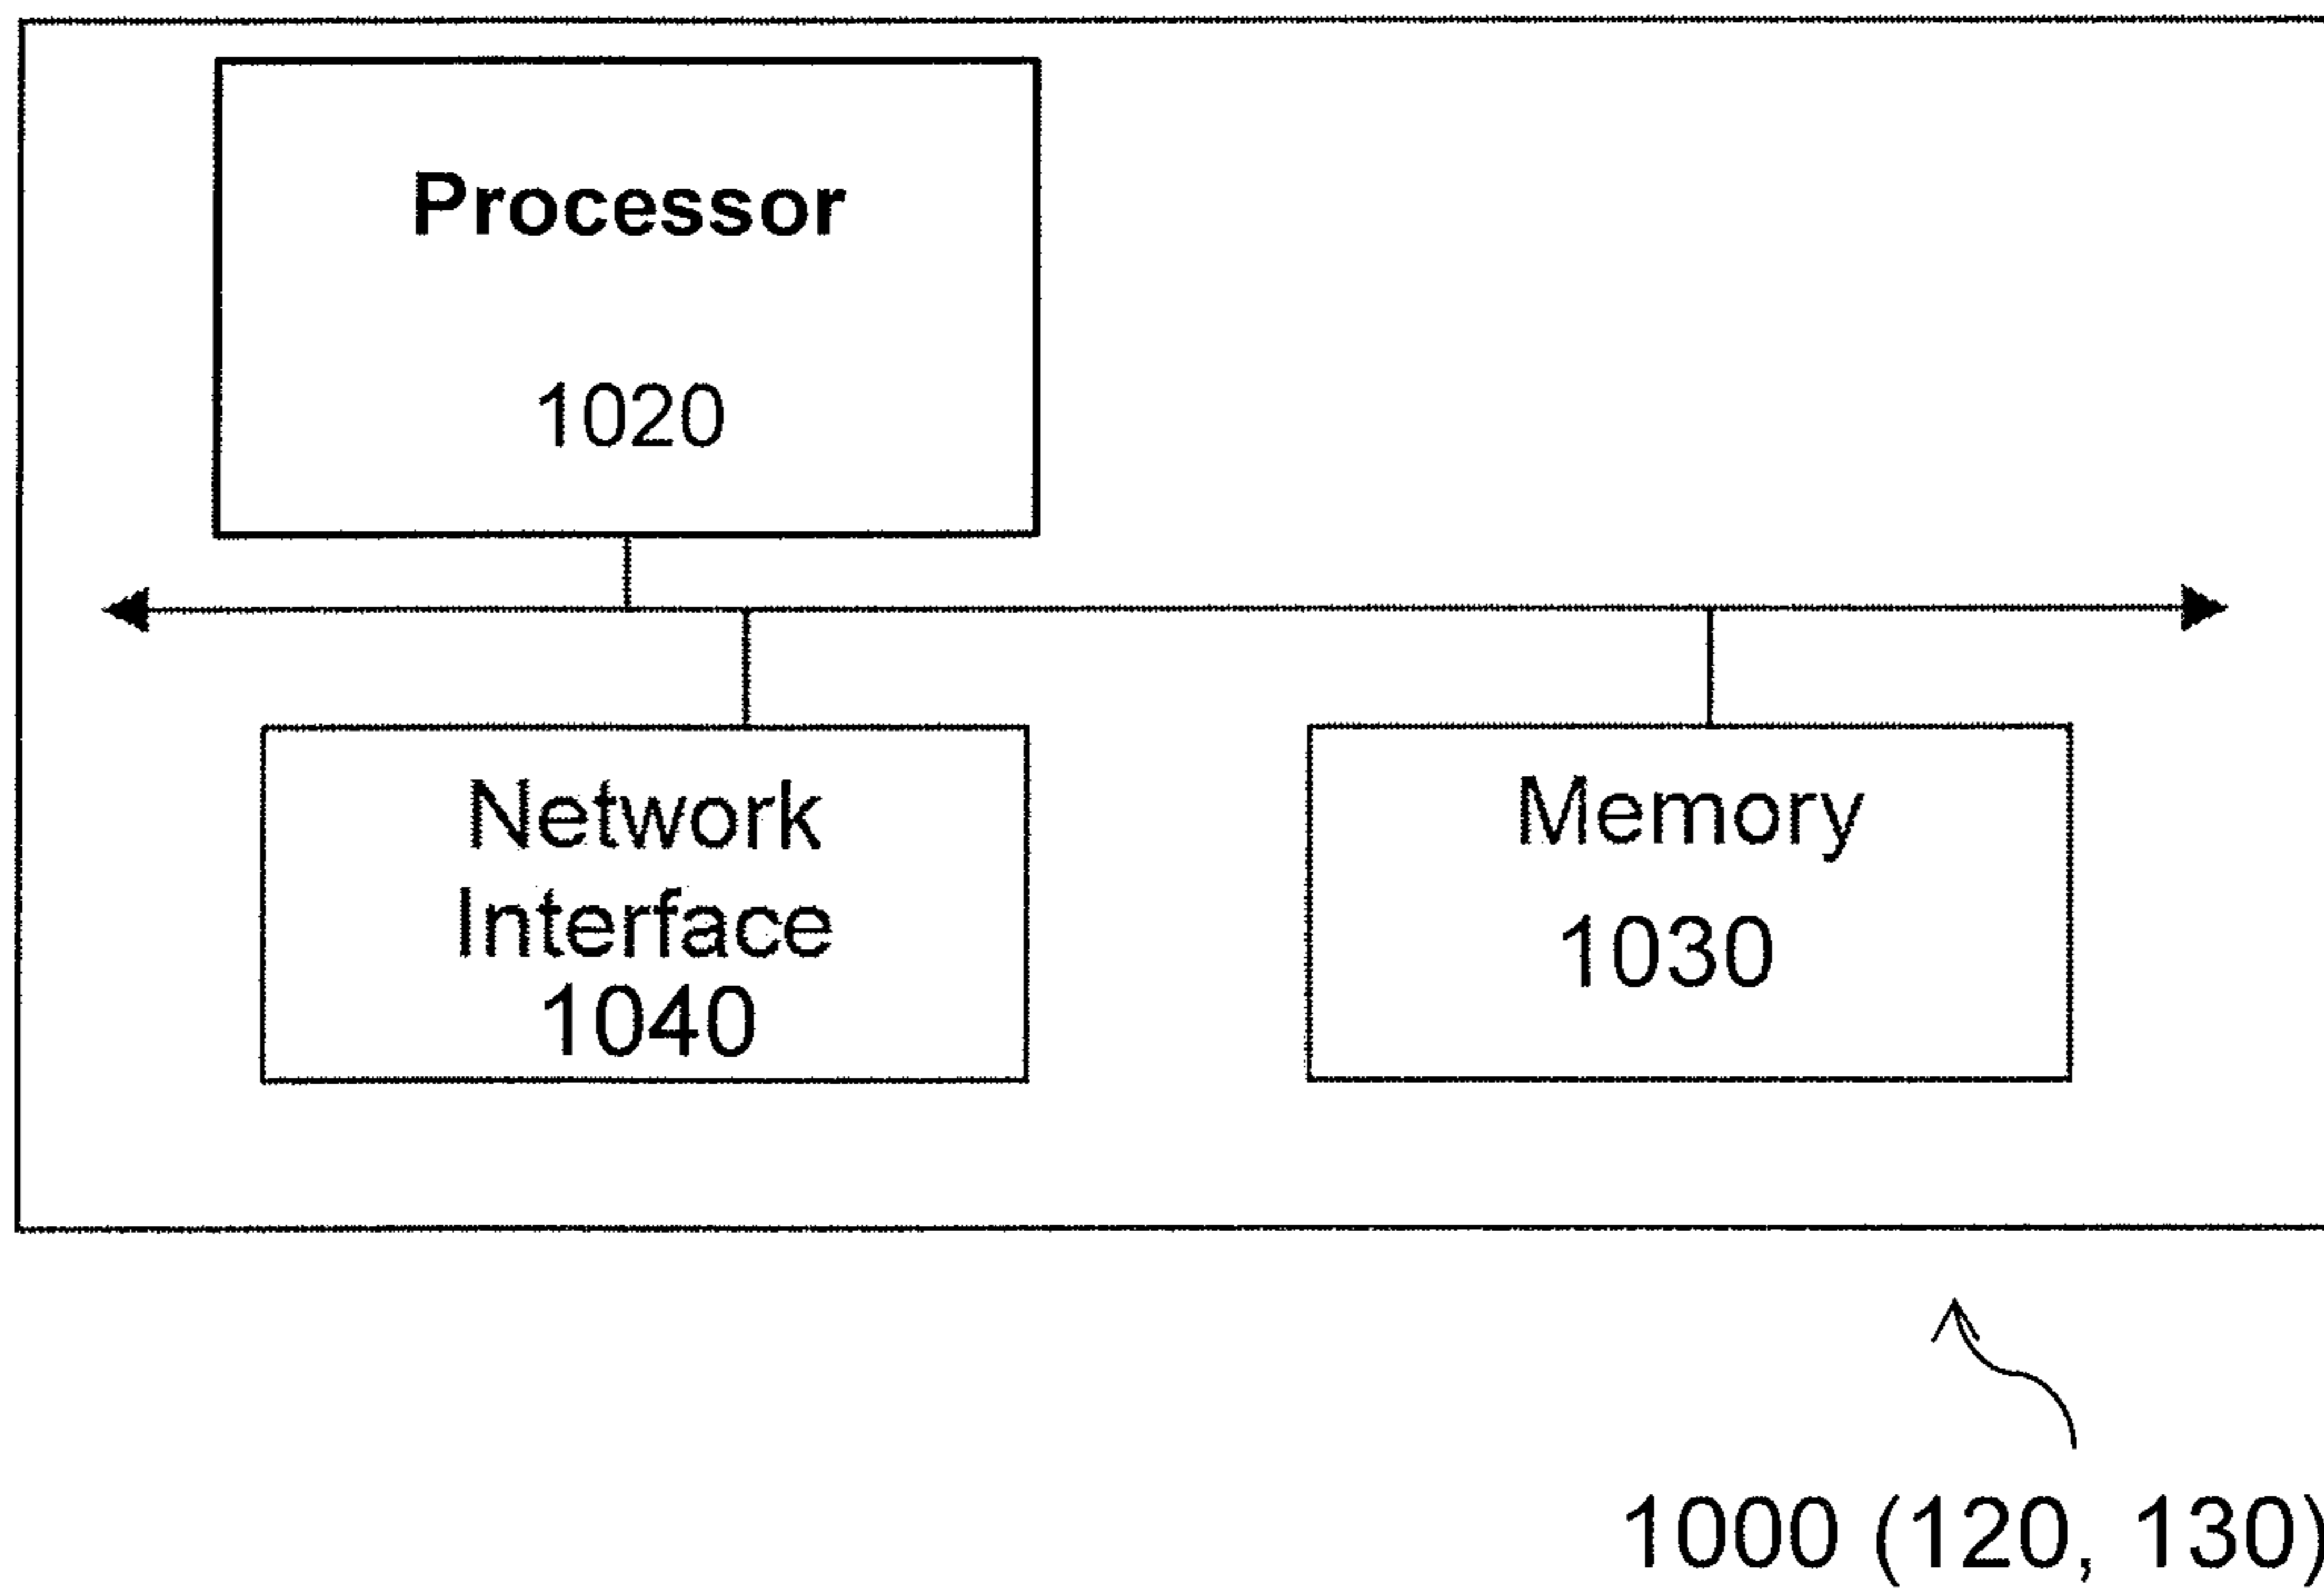 Processor
1020
Network
Interface
1040
Memory
1030
1000 (120, 130)